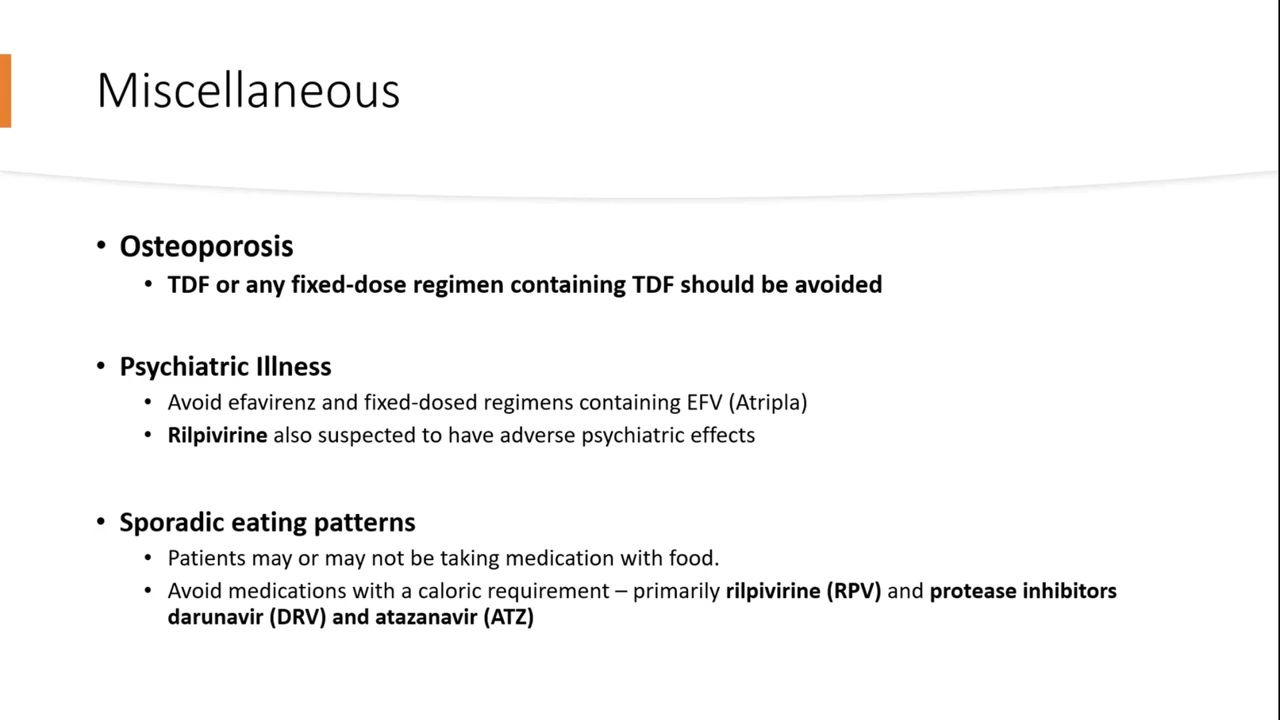 Miscellaneous
• Osteoporosis
• TDF or any fixed-dose regimen containing TDF should be avoided
• Psychiatric Illness
• Avoid efavirenz and fixed-dosed regimens containing EFV (Atripla)
• Rilpivirine also suspected to have adverse psychiatric effects
• Sporadic eating patterns
• Patients may or may not be taking medication with food.
• Avoid medications with a caloric requirement – primarily rilpivirine (RPV) and protease inhibitors
darunavir (DRV) and atazanavir (ATZ)